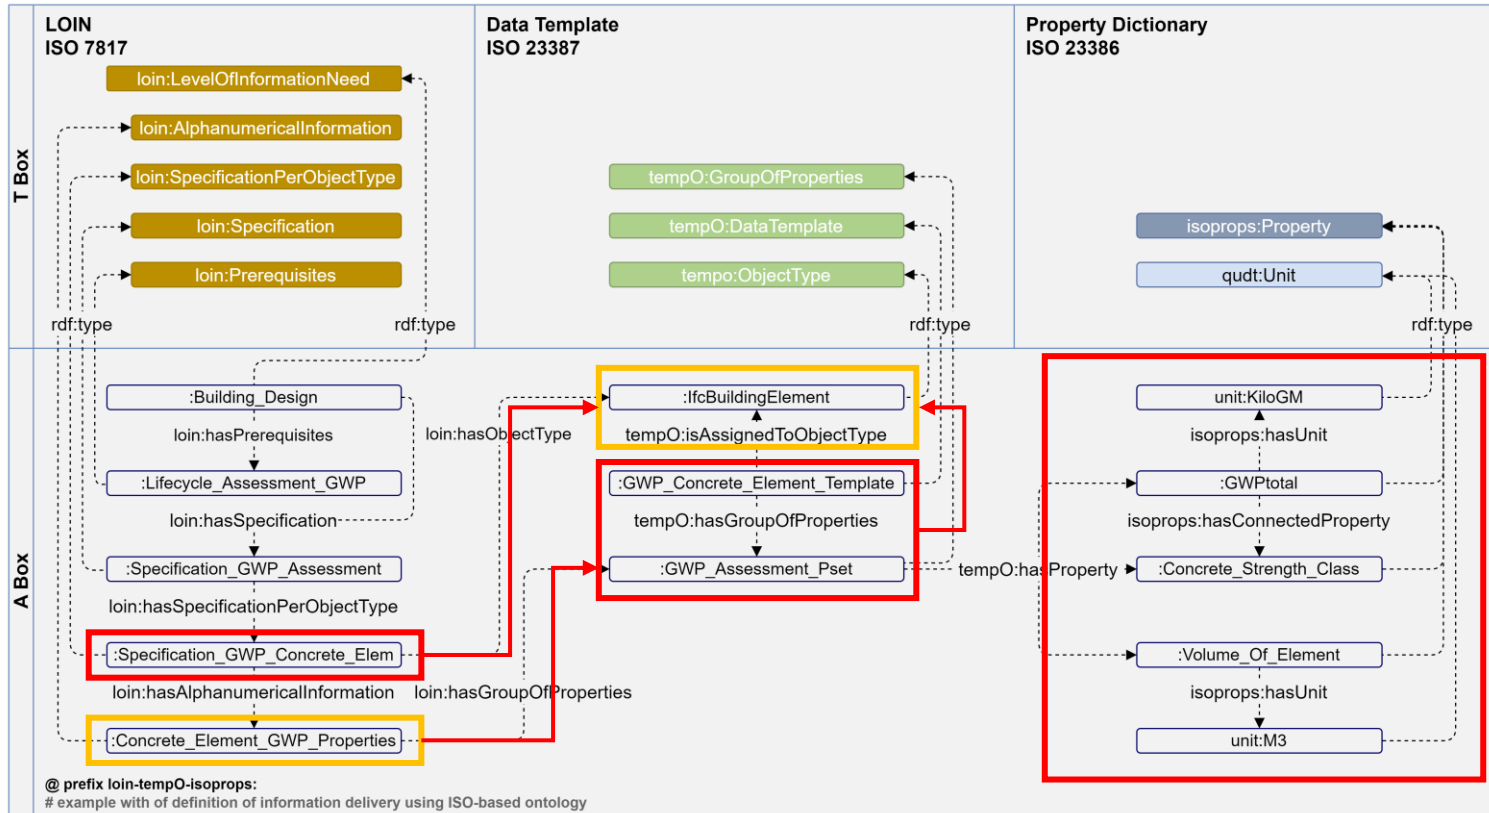 LOIN
ISO 7817
Data Template
ISO 23387
Property Dictionary
ISO 23386
T Box
loin:LevelOfInformationNeed
loin:AlphanumericalInformation
loin:SpecificationPerObjectType
loin:Specification
loin:Prerequisites
rdf:type
rdf:type
tempO:GroupOfProperties
tempO:DataTemplate
tempo:ObjectType
rdf:type
isoprops:Property
qudt:Unit
rdf:type
A Box
:Building_Design
loin:hasPrerequisites
:Lifecycle_Assessment_GWP
loin:hasSpecification
:Specification_GWP_Assessment
loin:hasSpecificationPerObjectType
:Specification_GWP_Concrete_Elem
loin:hasAlphanumericalInformation
:Concrete_Element_GWP_Properties
loin:hasObjectType
loin:hasGroupOfProperties
:IfcBuildingElement
tempO:isAssignedToObjectType
:GWP_Concrete_Element_Template
tempO:hasGroupOfProperties
:GWP_Assessment_Pset
tempO:hasProperty
unit:KiloGM
isoprops:hasUnit
:GWPtotal
isoprops:hasConnectedProperty
:Concrete_Strength_Class
:Volume_Of_Element
isoprops:hasUnit
unit:M3
@ prefix loin-tempO-isoprops:
# example with of definition of information delivery using ISO-based ontology